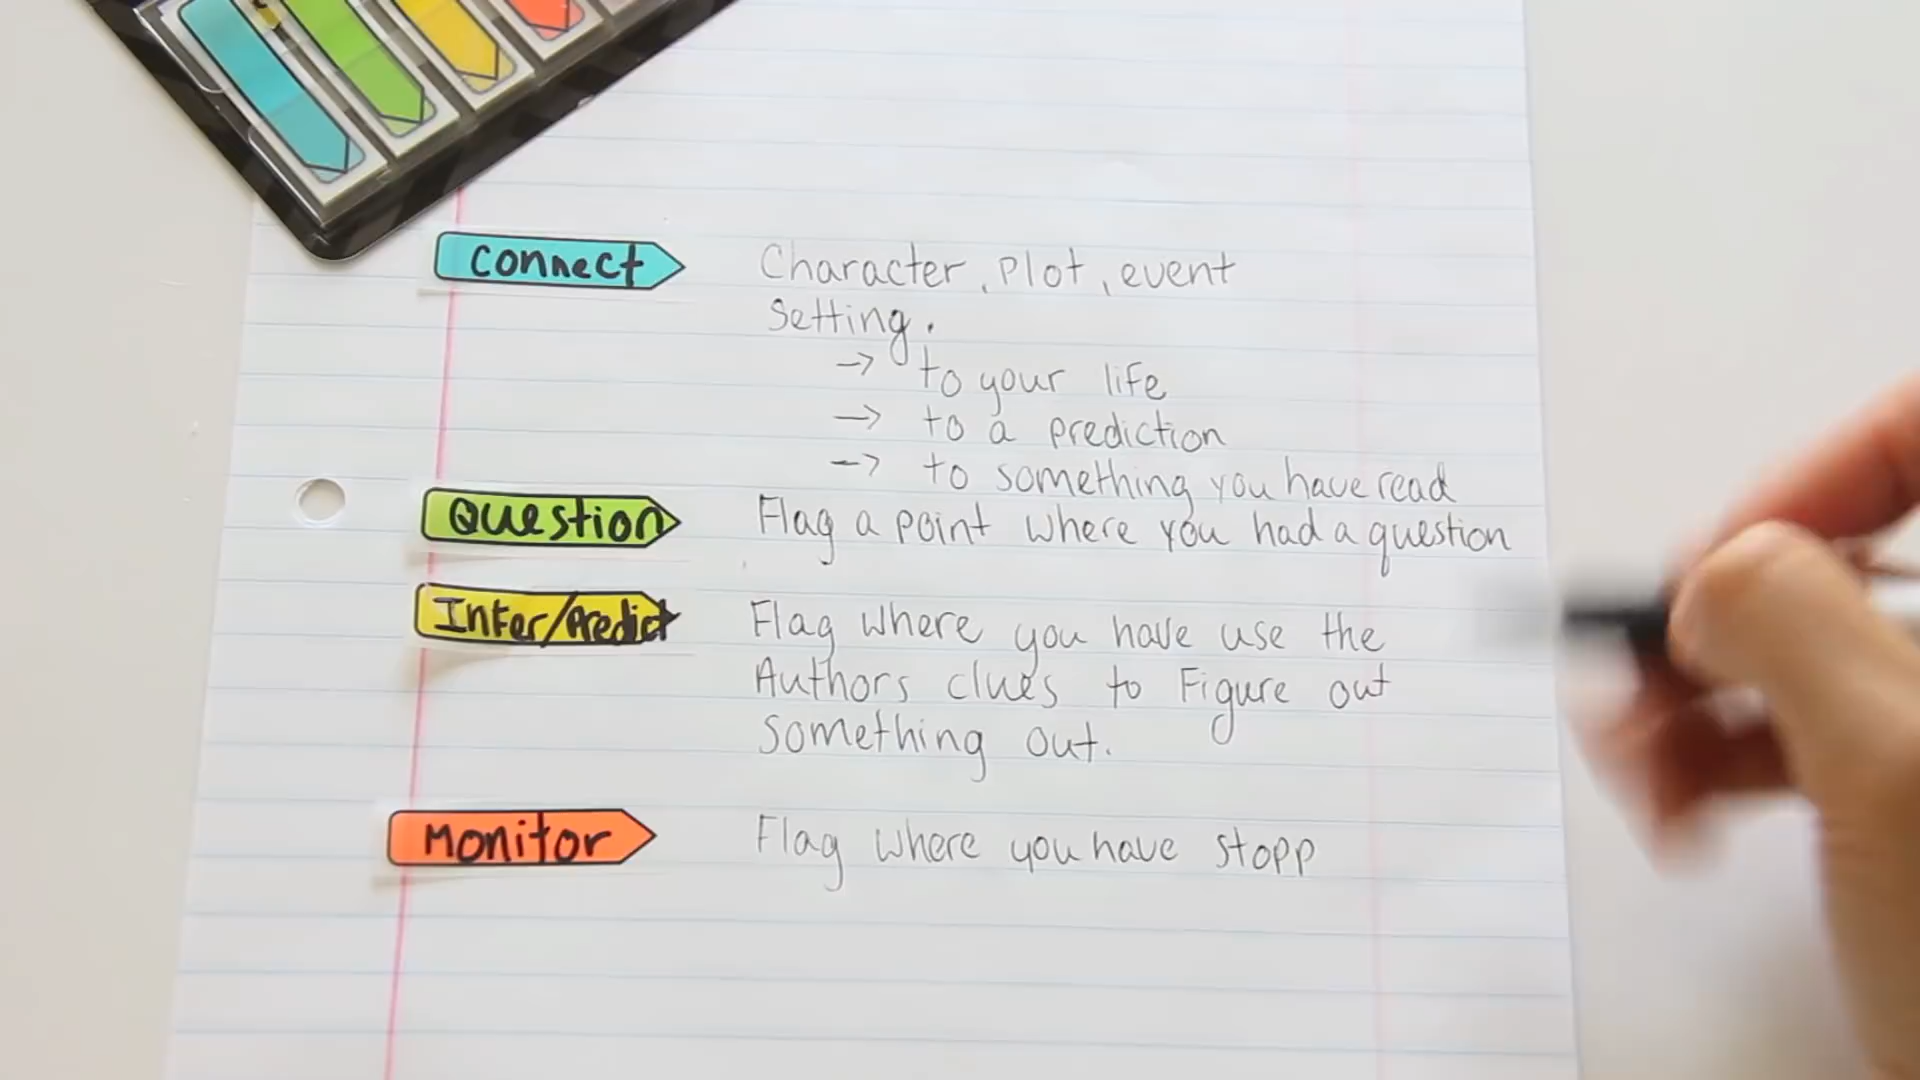 Connect
Character, Plot, event
Setting.
-> to your life
-> to a prediction
-> to something you have read
Question
Flag a point where you had a question
Infer/Predict
Flag where you have use the
Authors clues to Figure out
something out.
Monitor
Flag where you have stopp